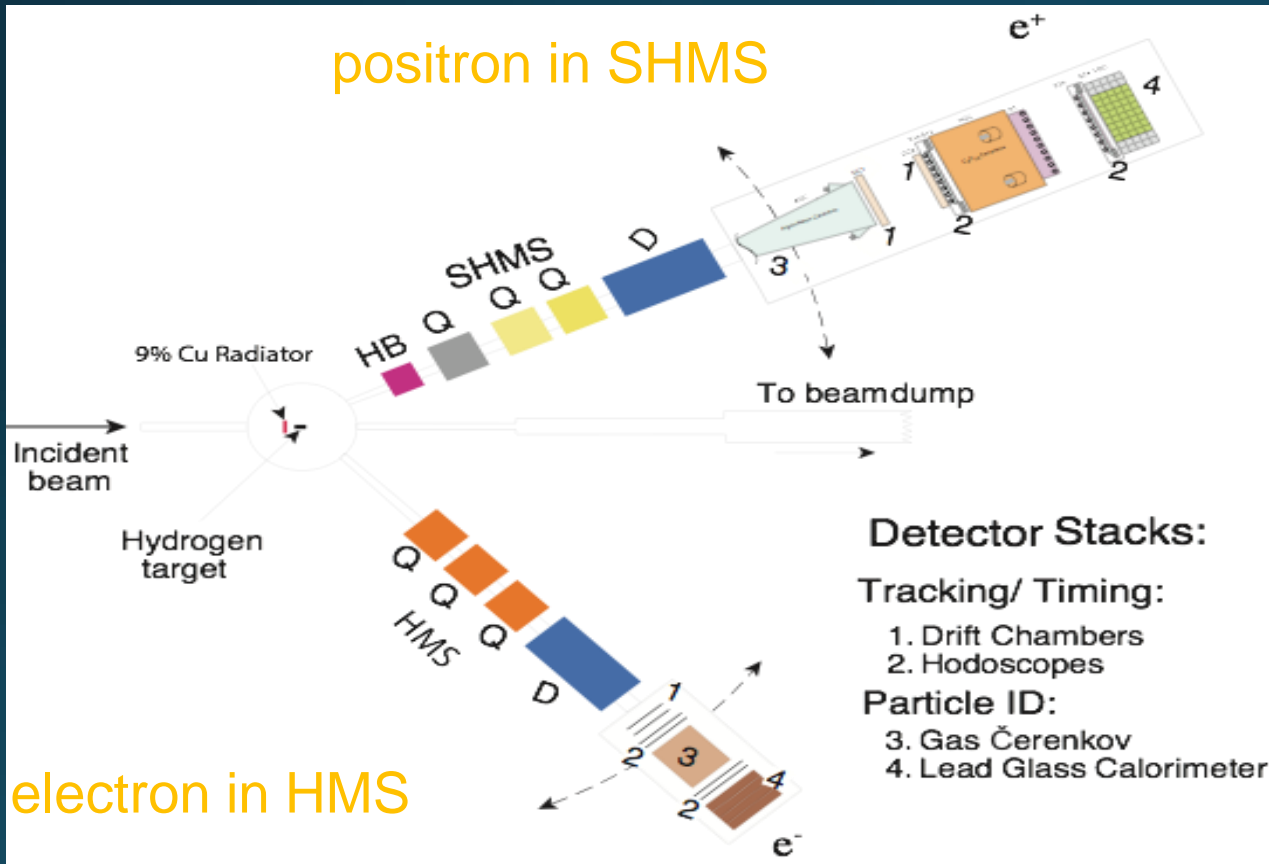 positron in SHMS
e⁺
4
1
2
2
1
3
D
SHMS
Q
Q
Q
HB
9% Cu Radiator
To beamdump
Incident
beam
Hydrogen
target
Q
Q
Q
HMS
D
1
2
3
4
2
e⁻
electron in HMS
Detector Stacks:
Tracking/ Timing:
1. Drift Chambers
2. Hodoscopes
Particle ID:
3. Gas Čerenkov
4. Lead Glass Calorimeter